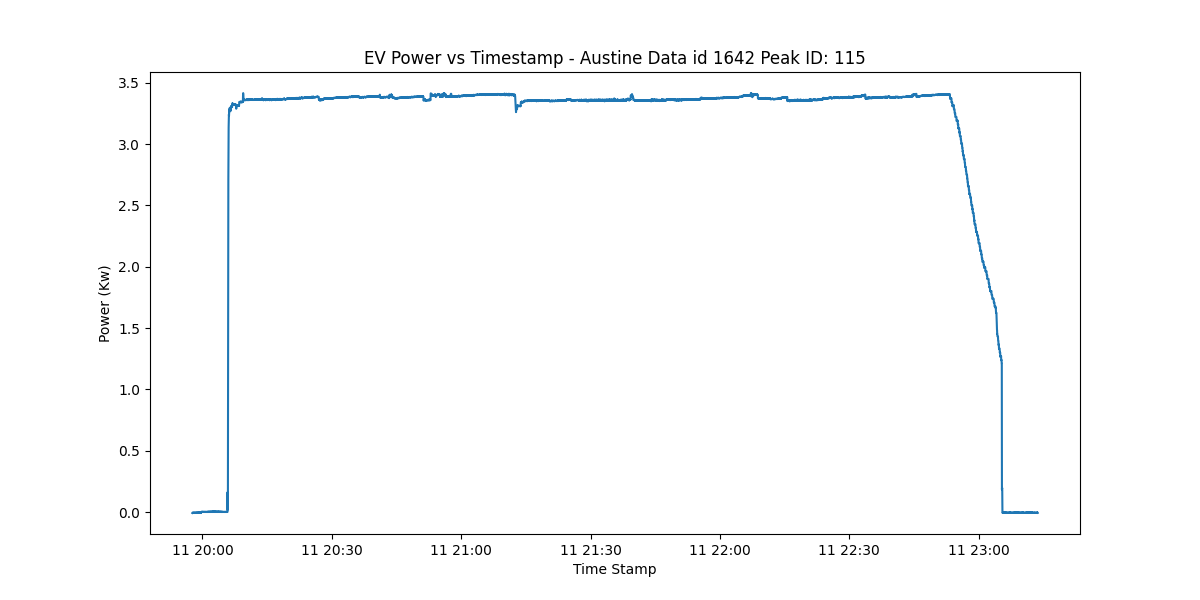 EV Power vs Timestamp - Austine Data id 1642 Peak ID: 115
3.5
3.0
2.5
2.0
1.5
1.0
0.5
0.0
Power (Kw)
11 20:00 11 20:30 11 21:00 11 21:30 11 22:00 11 22:30 11 23:00
Time Stamp